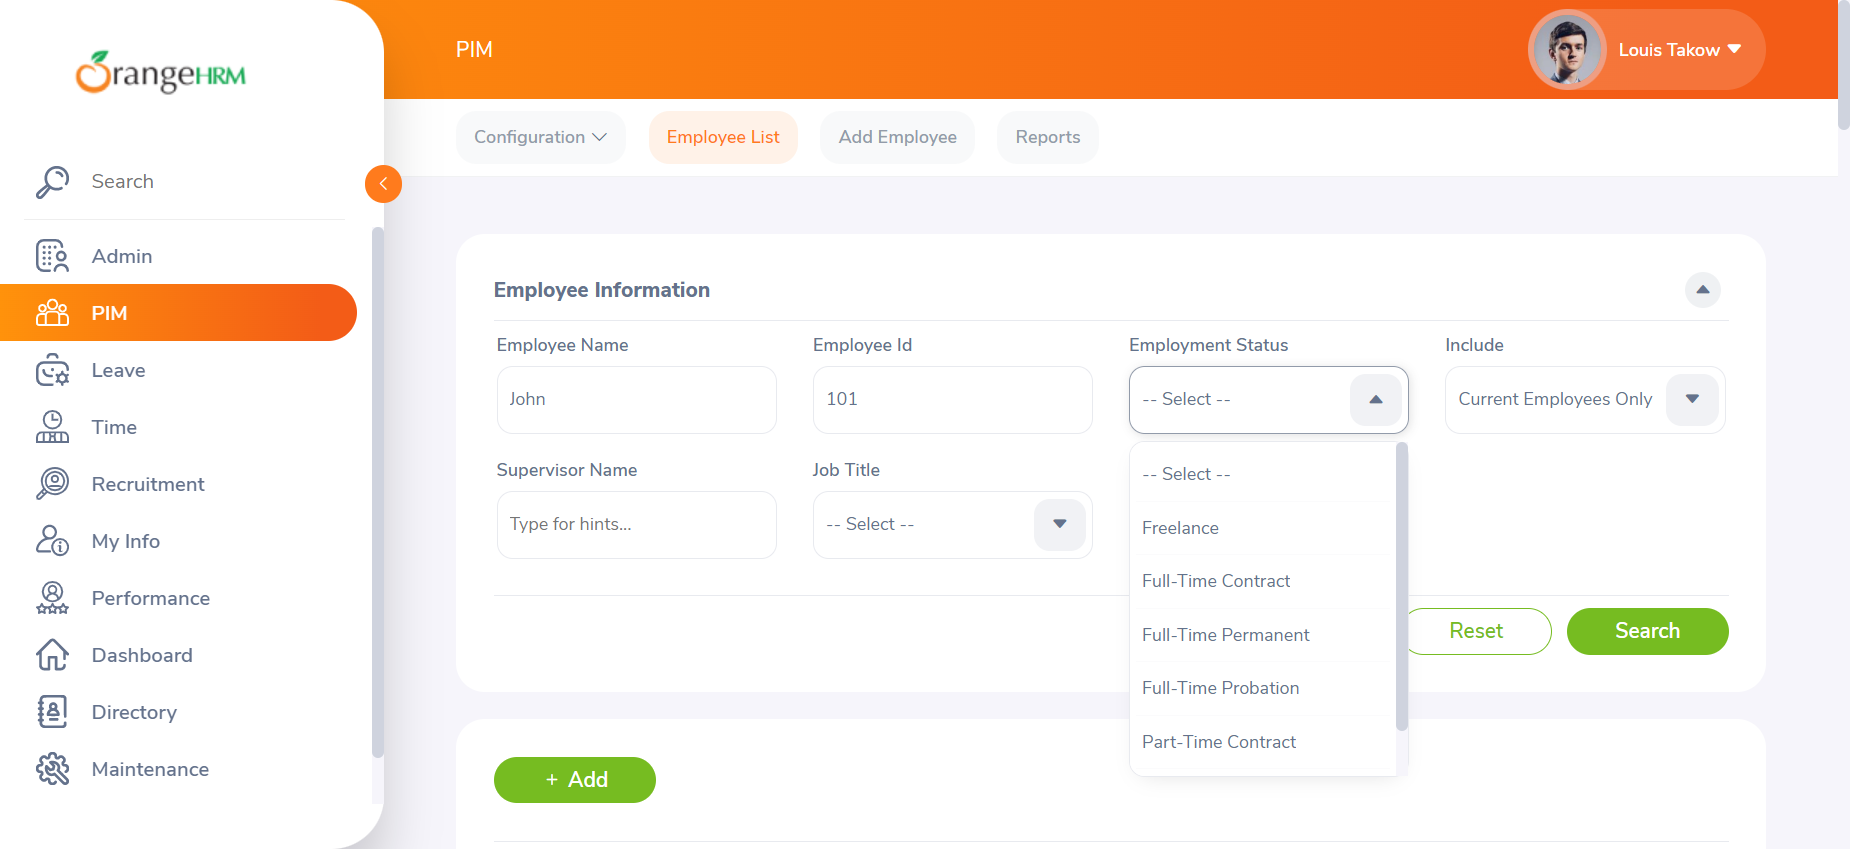 OrangeHRM
PIM
Louis Takow
Configuration
Employee List
Add Employee
Reports
Search
Admin
PIM
Leave
Time
Recruitment
My Info
Performance
Dashboard
Directory
Maintenance
Employee Information
Employee Name
Employee Id
Employment Status
Include
John
101
-- Select --
Current Employees Only
Supervisor Name
Job Title
Type for hints...
-- Select --
-- Select --
Freelance
Full-Time Contract
Full-Time Permanent
Full-Time Probation
Part-Time Contract
Reset
Search
+ Add